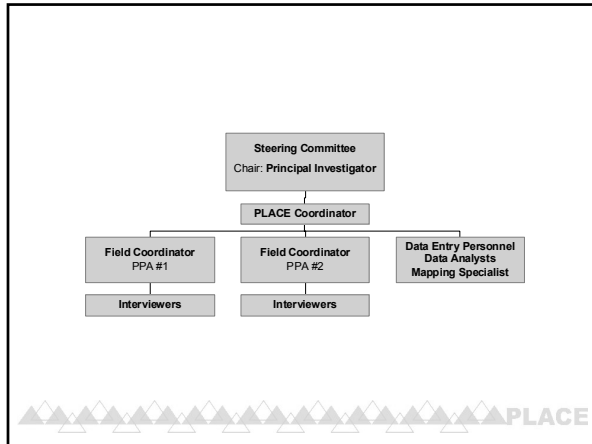 Steering Committee
Chair: Principal Investigator
PLACE Coordinator
Field Coordinator
PPA #1
Field Coordinator
PPA #2
Data Entry Personnel
Data Analysts
Mapping Specialist
Interviewers
Interviewers
PLACE